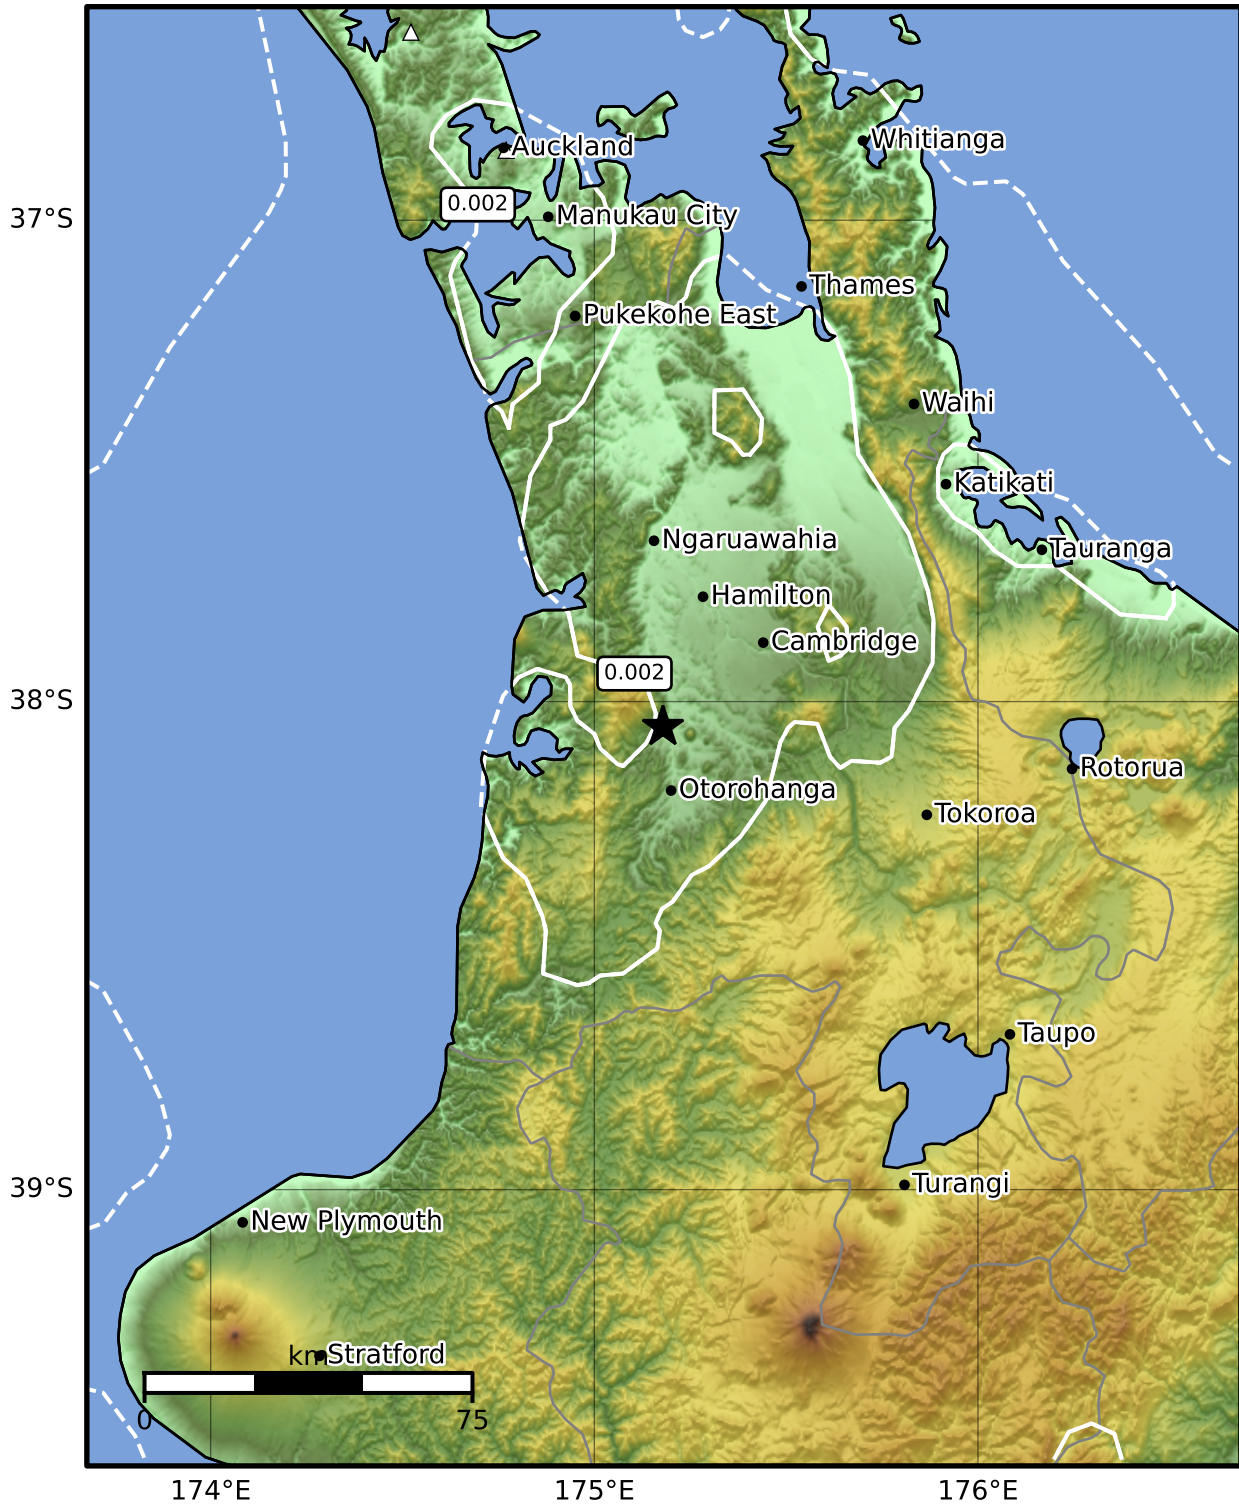 Auckland
Whitianga
37°S
0.002
Manukau City
Thames
Pukekohe East
Waihi
Katikati
Ngaruawahia
Tauranga
Hamilton
Cambridge
0.002
38°S
Rotorua
Otorohanga
Tokoroa
Taupo
39°S
Turangi
New Plymouth
km
Stratford
0 75
174°E 175°E 176°E